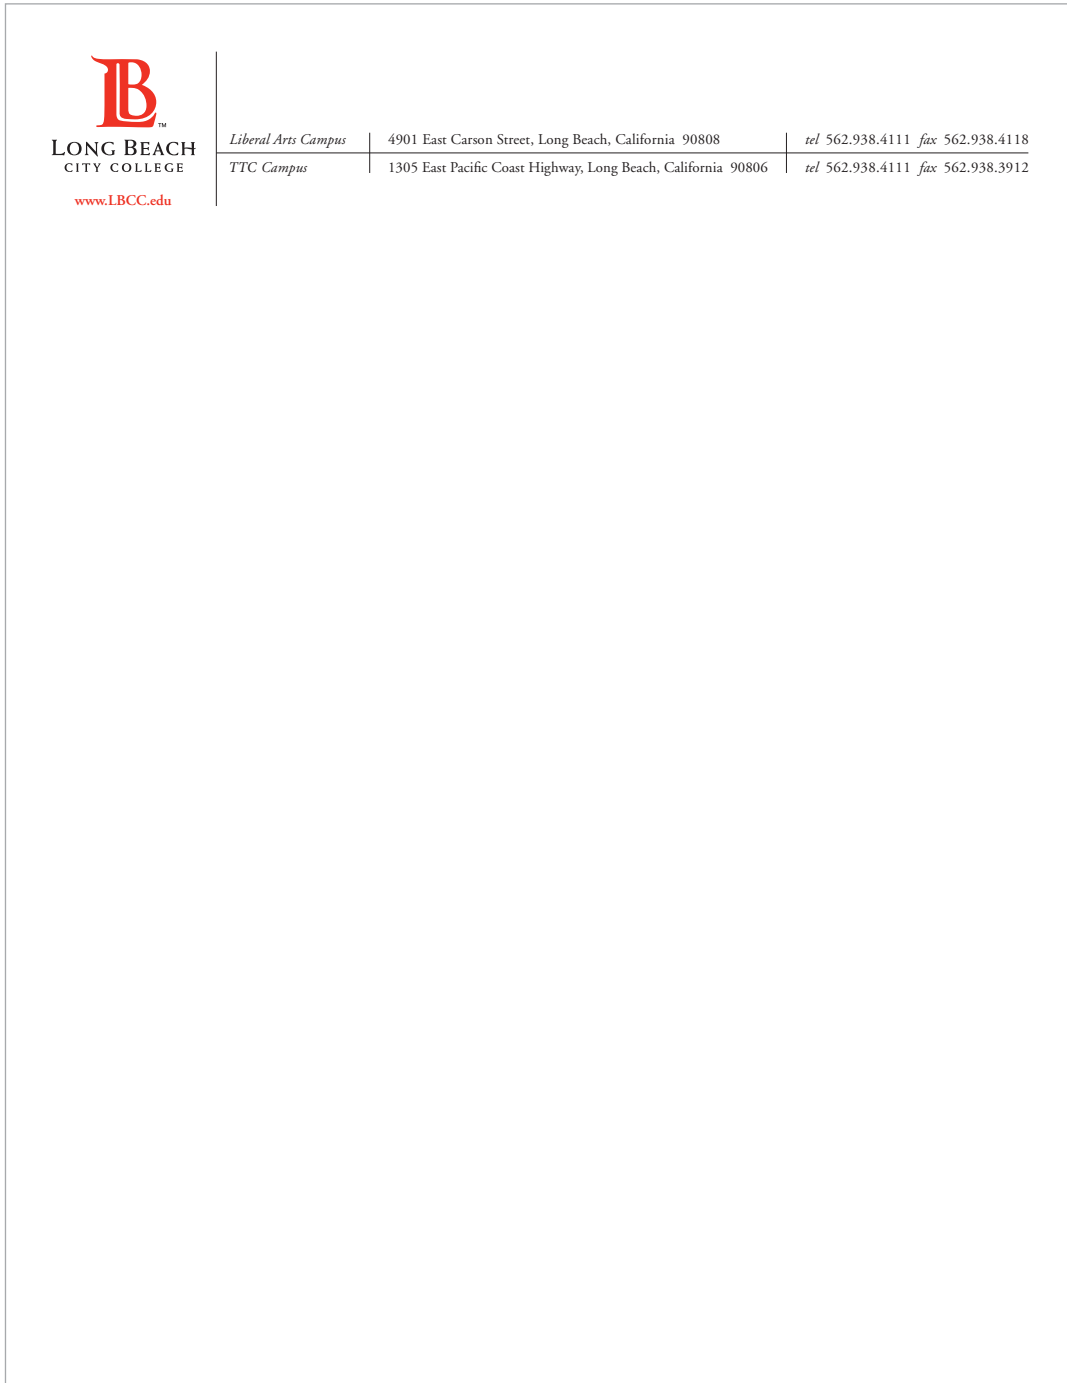 LB™
LONG BEACH
CITY COLLEGE
www.LBCC.edu
Liberal Arts Campus 4901 East Carson Street, Long Beach, California 90808 tel 562.938.4111 fax 562.938.4118
TTC Campus 1305 East Pacific Coast Highway, Long Beach, California 90806 tel 562.938.4111 fax 562.938.3912